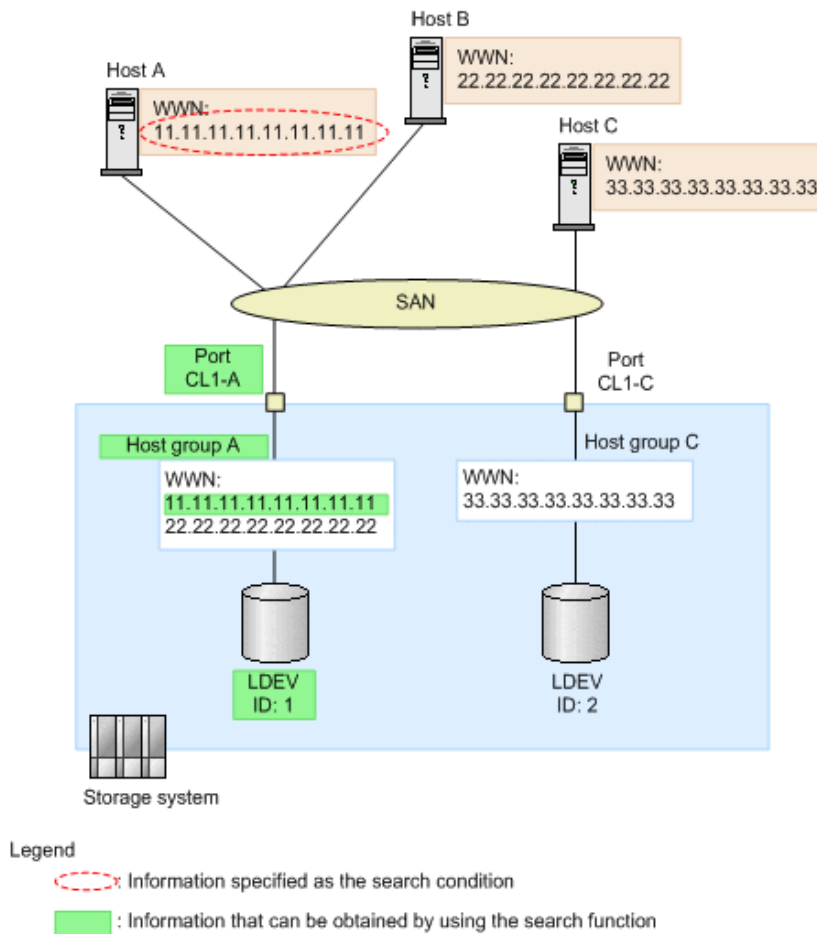 Host B
WWN:
22.22.22.22.22.22.22.22
Host A
WWN:
11.11.11.11.11.11.11.11
Host C
WWN:
33.33.33.33.33.33.33.33
SAN
Port
CL1-A
Port
CL1-C
Host group A
Host group C
WWN:
11.11.11.11.11.11.11.11
22.22.22.22.22.22.22.22
WWN:
33.33.33.33.33.33.33.33
LDEV
ID: 1
LDEV
ID: 2
Storage system
Legend
: Information specified as the search condition
: Information that can be obtained by using the search function